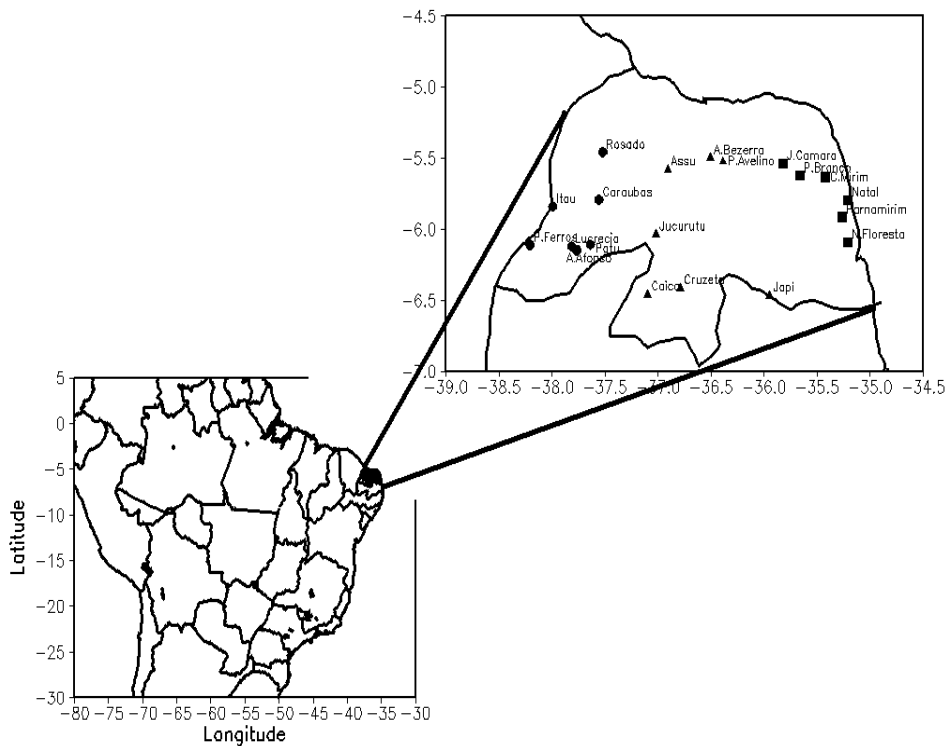 -4.5
-5.0
-5.5
-6.0
-6.5
-7.0
Rosado
A.Bezerra
P.Avelino
Assu
J.Camara
P.Branca
C.Mirim
Itau
Caraubas
Natal
Parnamirim
Jucurutu
N.Floresta
P.Ferros
Lucrecia
Patu
A.Afonso
Caico
Cruzeta
Japi
-39.0 -38.5 -38.0 -37.5 -37.0 -36.5 -36.0 -35.5 -35.0 -34.5
5
0
-5
-10
-15
-20
-25
-30
Latitude
-80 -75 -70 -65 -60 -55 -50 -45 -40 -35 -30
Longitude